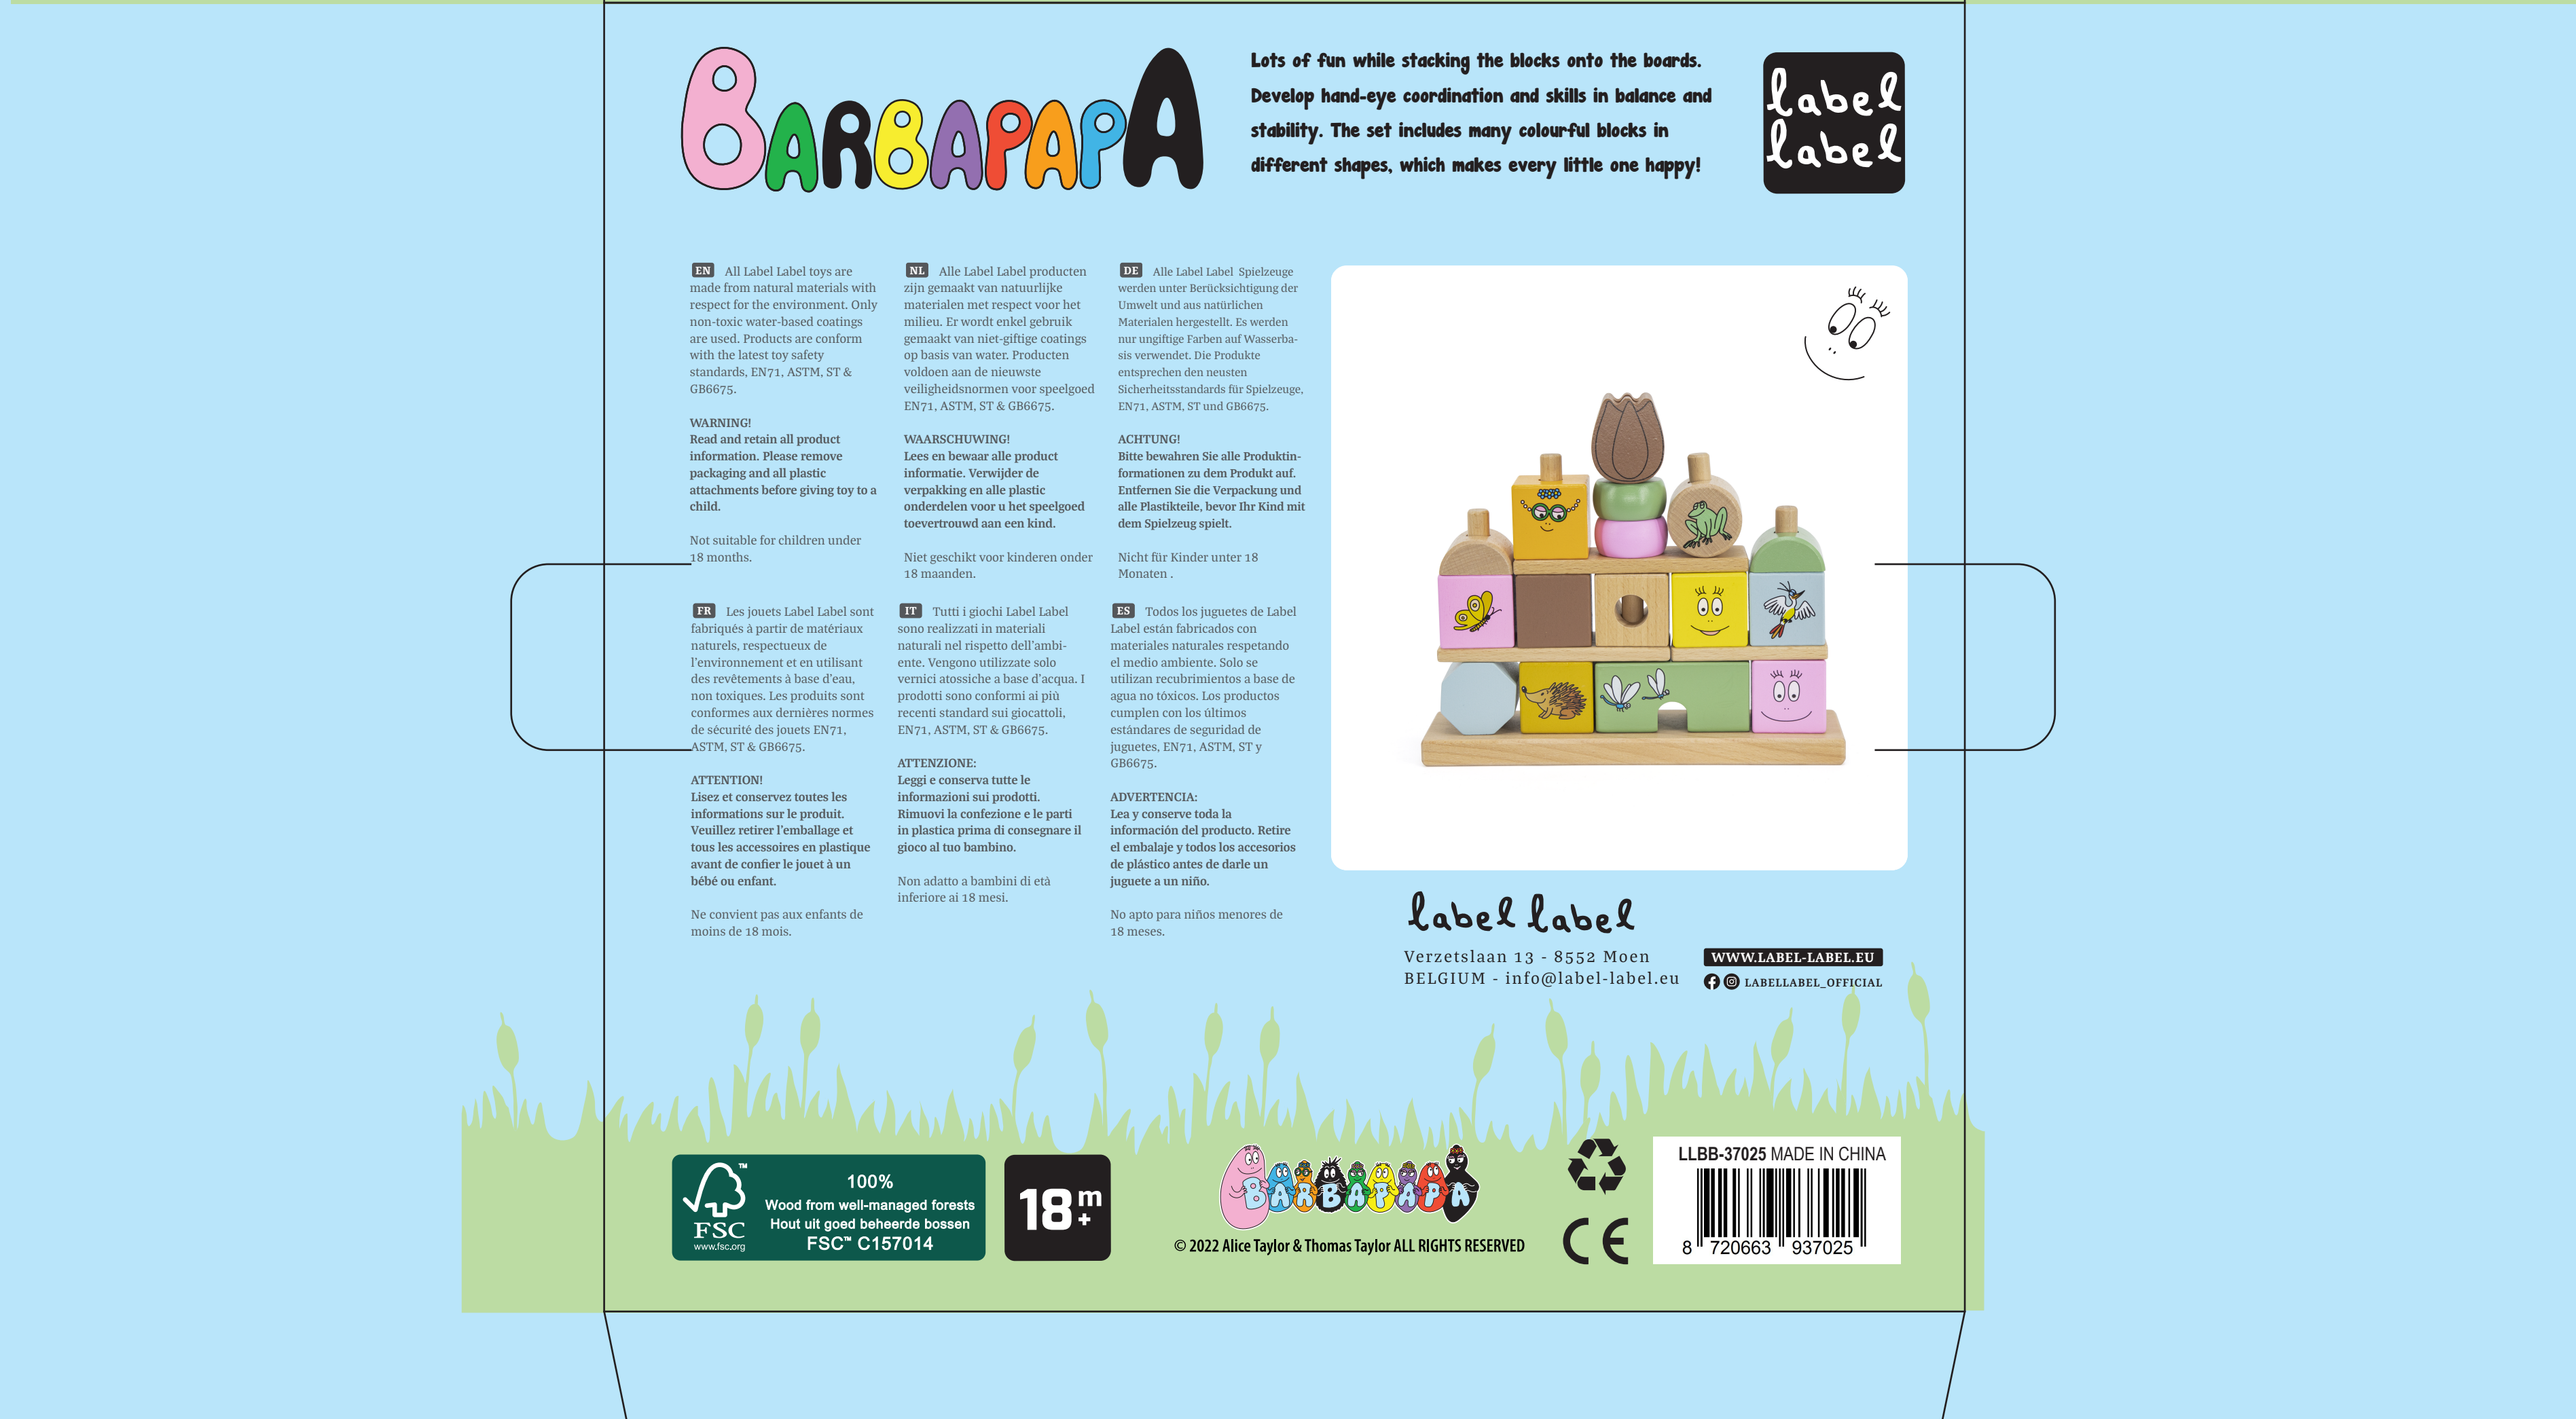 BARBAPAPA
Lots of fun while stacking the blocks onto the boards.
Develop hand-eye coordination and skills in balance and
stability. The set includes many colourful blocks in
different shapes, which makes every little one happy!
label
label
EN All Label Label toys are
made from natural materials with
respect for the environment. Only
non-toxic water-based coatings
are used. Products are conform
with the latest toy safety
standards, EN71, ASTM, ST &
GB6675.
WARNING!
Read and retain all product
information. Please remove
packaging and all plastic
attachments before giving toy to a
child.
Not suitable for children under
18 months.
NL Alle Label Label producten
zijn gemaakt van natuurlijke
materialen met respect voor het
milieu. Er wordt enkel gebruik
gemaakt van niet-giftige coatings
op basis van water. Producten
voldoen aan de nieuwste
veiligheidsnormen voor speelgoed
EN71, ASTM, ST & GB6675.
WAARSCHUWING!
Lees en bewaar alle product
informatie. Verwijder de
verpakking en alle plastic
onderdelen voor u het speelgoed
toevertrouwd aan een kind.
Niet geschikt voor kinderen onder
18 maanden.
DE Alle Label Label Spielzeuge
werden unter Berücksichtigung der
Umwelt und aus natürlichen
Materialen hergestellt. Es werden
nur ungiftige Farben auf Wasserba-
sis verwendet. Die Produkte
entsprechen den neusten
Sicherheitsstandards für Spielzeuge,
EN71, ASTM, ST und GB6675.
ACHTUNG!
Bitte bewahren Sie alle Produktin-
formationen zu dem Produkt auf.
Entfernen Sie die Verpackung und
alle Plastikteile, bevor Ihr Kind mit
dem Spielzeug spielt.
Nicht für Kinder unter 18
Monaten .
FR Les jouets Label Label sont
fabriqués à partir de matériaux
naturels, respectueux de
l'environnement et en utilisant
des revêtements à base d'eau,
non toxiques. Les produits sont
conformes aux dernières normes
de sécurité des jouets EN71,
ASTM, ST & GB6675.
ATTENTION!
Lisez et conservez toutes les
informations sur le produit.
Veuillez retirer l'emballage et
tous les accessoires en plastique
avant de confier le jouet à un
bébé ou enfant.
Ne convient pas aux enfants de
moins de 18 mois.
IT Tutti i giochi Label Label
sono realizzati in materiali
naturali nel rispetto dell'ambi-
ente. Vengono utilizzate solo
vernici atossiche a base d'acqua. I
prodotti sono conformi ai più
recenti standard sui giocattoli,
EN71, ASTM, ST & GB6675.
ATTENZIONE:
Leggi e conserva tutte le
informazioni sui prodotti.
Rimuovi la confezione e le parti
in plastica prima di consegnare il
gioco al tuo bambino.
Non adatto a bambini di età
inferiore ai 18 mesi.
ES Todos los juguetes de Label
Label están fabricados con
materiales naturales respetando
el medio ambiente. Solo se
utilizan recubrimientos a base de
agua no tóxicos. Los productos
cumplen con los últimos
estándares de seguridad de
juguetes, EN71, ASTM, ST y
GB6675.
ADVERTENCIA:
Lea y conserve toda la
información del producto. Retire
el embalaje y todos los accesorios
de plástico antes de darle un
juguete a un niño.
No apto para niños menores de
18 meses.
label label
Verzetslaan 13 - 8552 Moen
BELGIUM - info@label-label.eu
WWW.LABEL-LABEL.EU
LABELLABEL_OFFICIAL
FSC™
www.fsc.org
100%
Wood from well-managed forests
Hout uit goed beheerde bossen
FSC™ C157014
18m+
BARBAPAPA
© 2022 Alice Taylor & Thomas Taylor ALL RIGHTS RESERVED
CE
LLBB-37025 MADE IN CHINA
8 720663 937025